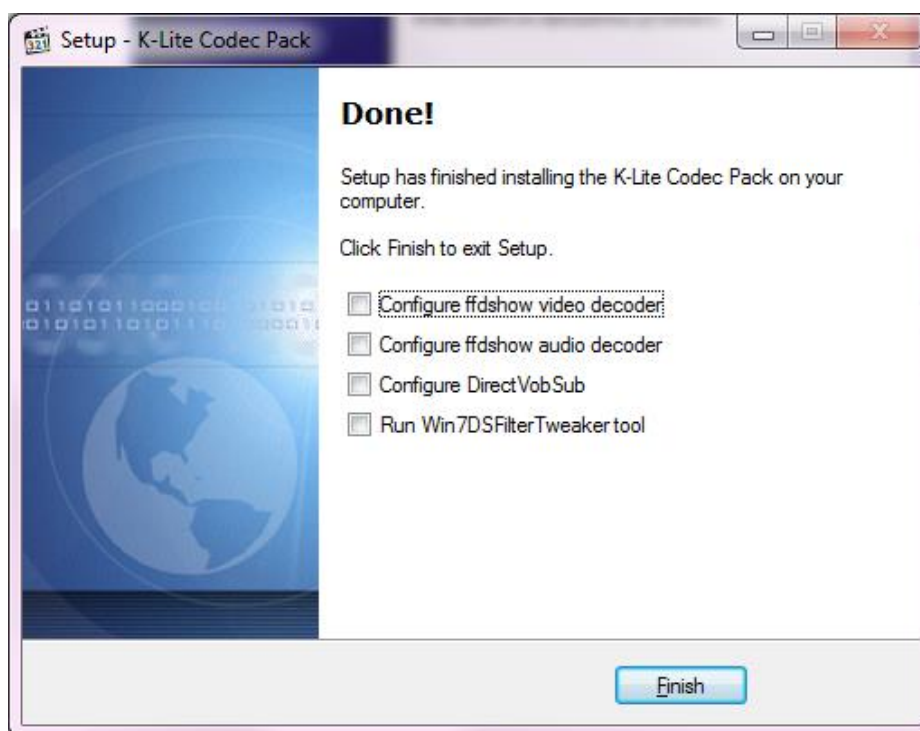 Setup - K-Lite Codec Pack
Done!
Setup has finished installing the K-Lite Codec Pack on your
computer.
Click Finish to exit Setup.
Configure ffdshow video decoder
Configure ffdshow audio decoder
Configure DirectVobSub
Run Win7DSFilterTweaker tool
Finish